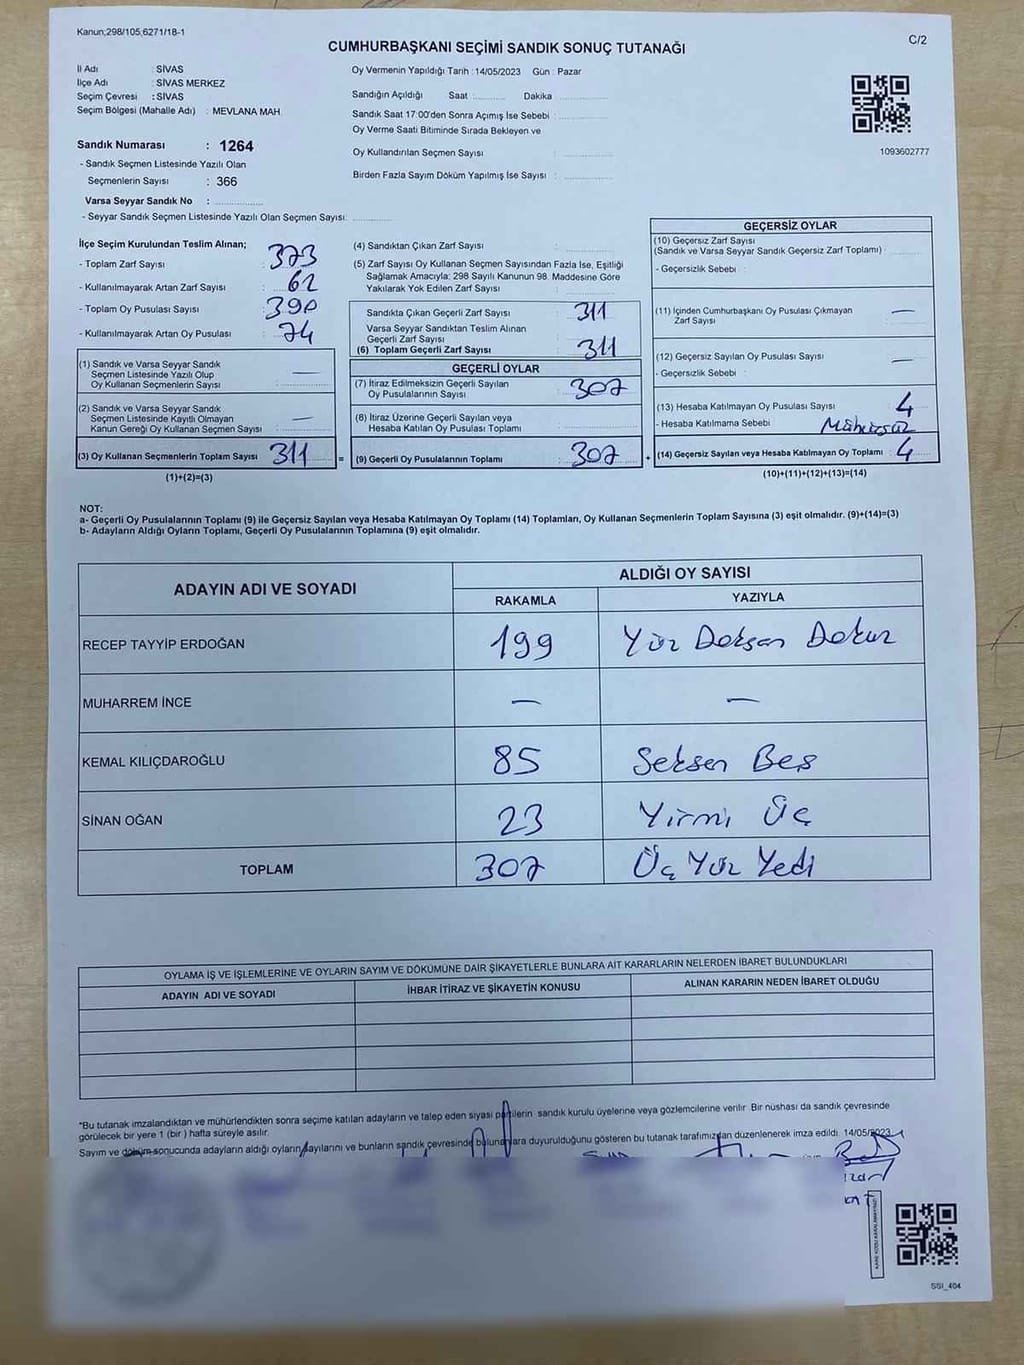 Kanun;298/105,6271/18-1
C/2
CUMHURBAŞKANI SEÇİMİ SANDIK SONUÇ TUTANAĞI
İl Adı : SİVAS
İlçe Adı : SİVAS MERKEZ
Seçim Çevresi : SİVAS
Seçim Bölgesi (Mahalle Adı) : MEVLANA MAH.
Sandık Numarası : 1264
- Sandık Seçmen Listesinde Yazılı Olan
Seçmenlerin Sayısı : 366
Varsa Seyyar Sandık No :
- Seyyar Sandık Seçmen Listesinde Yazılı Olan Seçmen Sayısı:
Oy Vermenin Yapıldığı Tarih : 14/05/2023 Gün : Pazar
Sandığın Açıldığı Saat Dakika
Sandık Saat 17:00'den Sonra Açımış İse Sebebi :
Oy Verme Saati Bitiminde Sırada Bekleyen ve
Oy Kullandırılan Seçmen Sayısı :
Birden Fazla Sayım Döküm Yapılmış İse Sayısı :
1093602777
İlçe Seçim Kurulundan Teslim Alınan;
- Toplam Zarf Sayısı : 373
- Kullanılmayarak Artan Zarf Sayısı : 62
- Toplam Oy Pusulası Sayısı : 390
- Kullanılmayarak Artan Oy Pusulası : 74
(1) Sandık ve Varsa Seyyar Sandık
Seçmen Listesinde Yazılı Olup
Oy Kullanan Seçmenlerin Sayısı : —
(2) Sandık ve Varsa Seyyar Sandık
Seçmen Listesinde Kayıtlı Olmayan
Kanun Gereği Oy Kullanan Seçmen Sayısı : —
(3) Oy Kullanan Seçmenlerin Toplam Sayısı : 311 =
(1)+(2)=(3)
(4) Sandıktan Çıkan Zarf Sayısı :
(5) Zarf Sayısı Oy Kullanan Seçmen Sayısından Fazla İse, Eşitliği
Sağlamak Amacıyla: 298 Sayılı Kanunun 98. Maddesine Göre
Yakılarak Yok Edilen Zarf Sayısı :
Sandıkta Çıkan Geçerli Zarf Sayısı : 311
Varsa Seyyar Sandıktan Teslim Alınan
Geçerli Zarf Sayısı :
(6) Toplam Geçerli Zarf Sayısı : 311
GEÇERLİ OYLAR
(7) İtiraz Edilmeksizin Geçerli Sayılan
Oy Pusulalarının Sayısı : 307
(8) İtiraz Üzerine Geçerli Sayılan veya
Hesaba Katılan Oy Pusulaları Toplamı :
(9) Geçerli Oy Pusulalarının Toplamı : 307 +
GEÇERSİZ OYLAR
(10) Geçersiz Zarf Sayısı
(Sandık ve Varsa Seyyar Sandık Geçersiz Zarf Toplamı) :
- Geçersizlik Sebebi :
(11) İçinden Cumhurbaşkanı Oy Pusulası Çıkmayan
Zarf Sayısı : —
(12) Geçersiz Sayılan Oy Pusulası Sayısı : —
- Geçersizlik Sebebi :
(13) Hesaba Katılmayan Oy Pusulası Sayısı : 4
- Hesaba Katılmama Sebebi : Mühürsüz
(14) Geçersiz Sayılan veya Hesaba Katılmayan Oy Toplamı : 4
(10)+(11)+(12)+(13)=(14)
NOT:
a- Geçerli Oy Pusulalarının Toplamı (9) ile Geçersiz Sayılan veya Hesaba Katılmayan Oy Toplamı (14) Toplamları, Oy Kullanan Seçmenlerin Toplam Sayısına (3) eşit olmalıdır. (9)+(14)=(3)
b- Adayların Aldığı Oyların Toplamı, Geçerli Oy Pusulalarının Toplamına (9) eşit olmalıdır.
ADAYIN ADI VE SOYADI
ALDIĞI OY SAYISI
RAKAMLA YAZIYLA
RECEP TAYYİP ERDOĞAN 199 Yüz Doksan Dokuz
MUHARREM İNCE — —
KEMAL KILIÇDAROĞLU 85 Seksen Beş
SİNAN OĞAN 23 Yirmi Üç
TOPLAM 307 Üç Yüz Yedi
OYLAMA İŞ VE İŞLEMLERİNE VE OYLARIN SAYIM VE DÖKÜMÜNE DAİR ŞİKAYETLERLE BUNLARA AİT KARARLARIN NELERDEN İBARET BULUNDUKLARI
ADAYIN ADI VE SOYADI İHBAR İTİRAZ VE ŞİKAYETİN KONUSU ALINAN KARARIN NEDEN İBARET OLDUĞU
*Bu tutanak imzalandıktan ve mühürlendikten sonra seçime katılan adayların ve talep eden siyasi partilerin sandık kurulu üyelerine veya gözlemcilerine verilir. Bir nüshası da sandık çevresinde
görülecek bir yere 1 (bir) hafta süreyle asılır.
Sayım ve döküm sonucunda adayların aldığı oyların sayılarını ve bunların sandık çevresinde bulunanlara duyurulduğunu gösteren bu tutanak tarafımızdan düzenlenerek imza edildi. 14/05/2023
SSI_404